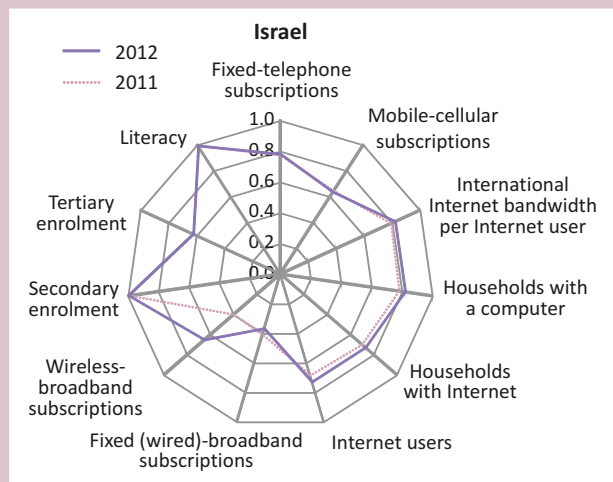 Israel
2012
2011
Fixed-telephone
subscriptions
Mobile-cellular
subscriptions
International
Internet bandwidth
per Internet user
Households with
a computer
Households
with Internet
Internet users
Fixed (wired)-broadband
subscriptions
Wireless-
broadband
subscriptions
Secondary
enrolment
Tertiary
enrolment
Literacy
1.0
0.8
0.6
0.4
0.2
0.0